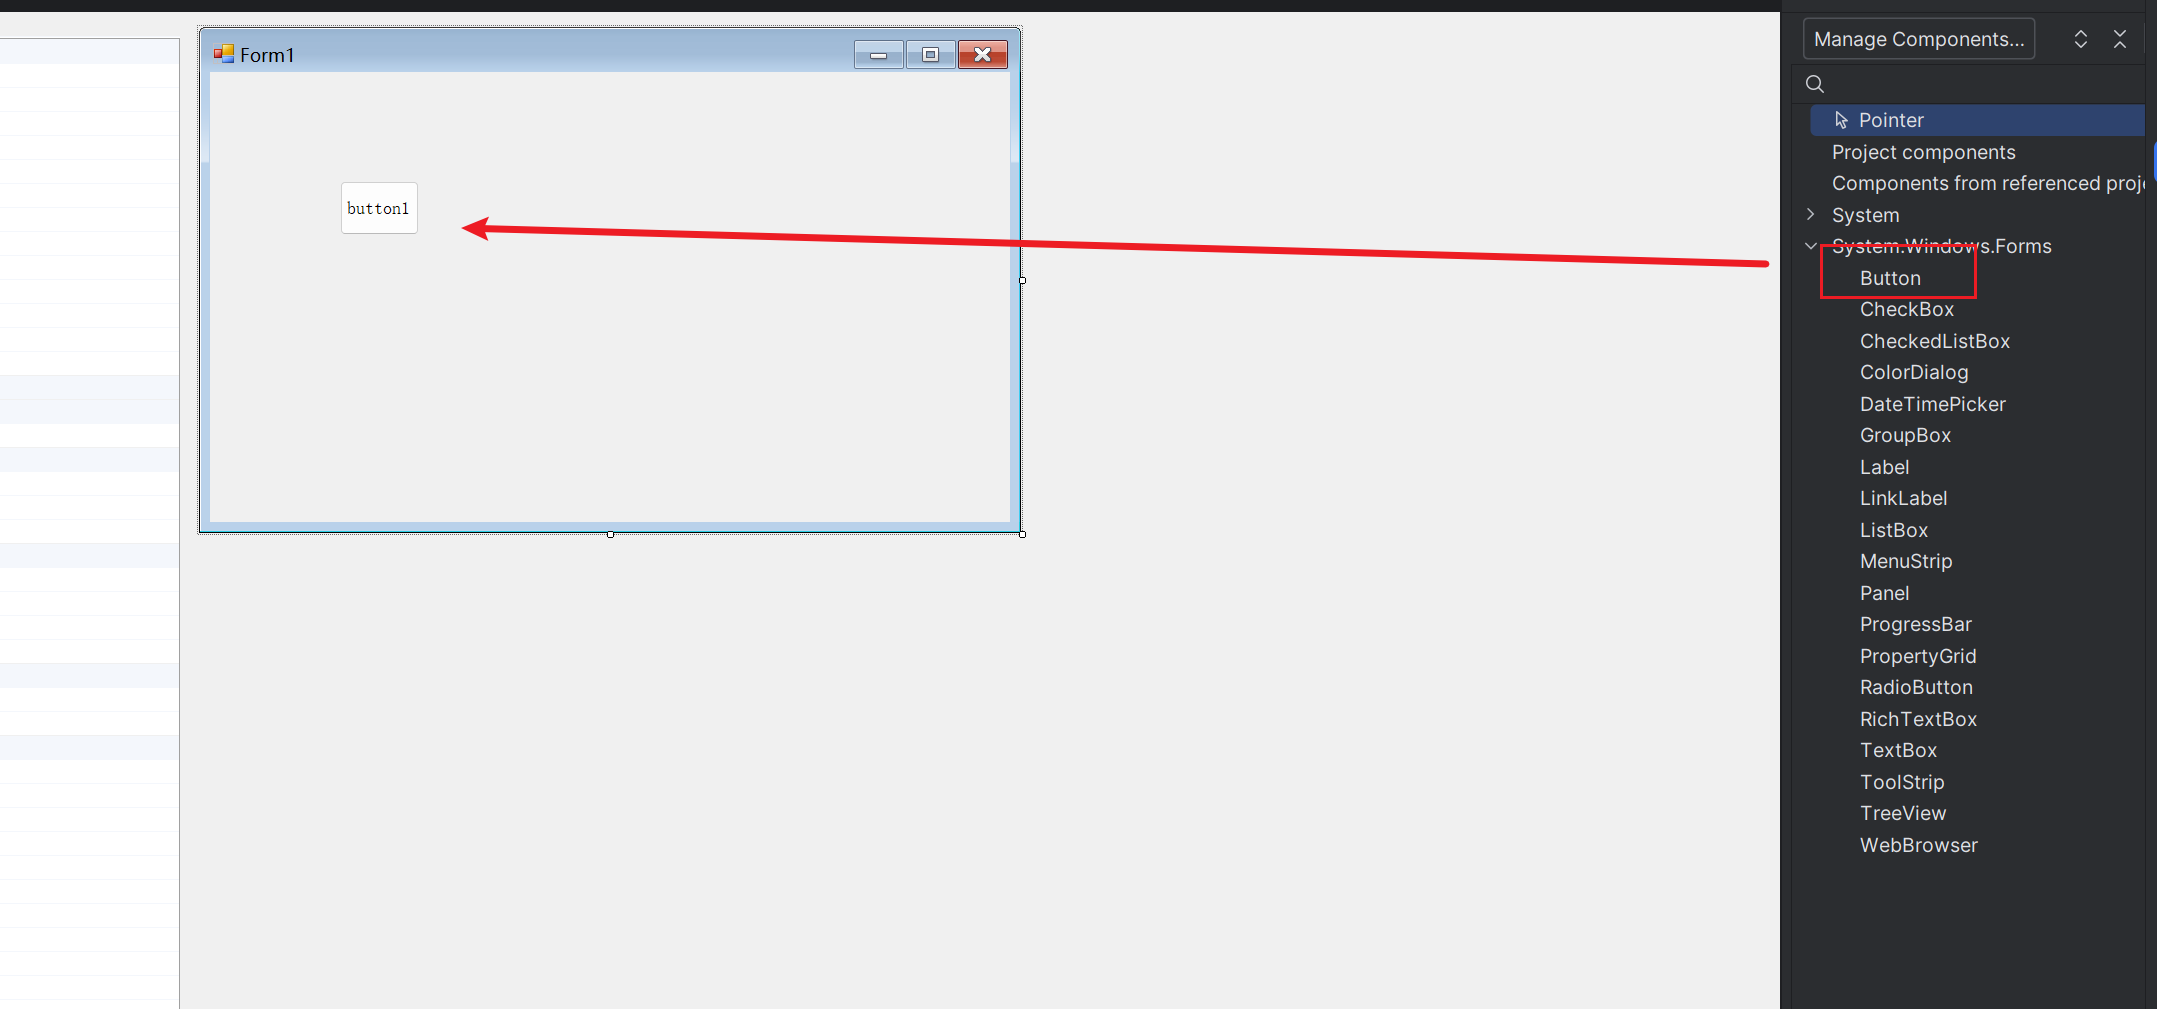 Form1
button1
Manage Components...
Pointer
Project components
Components from referenced proje
System
System.Windows.Forms
Button
CheckBox
CheckedListBox
ColorDialog
DateTimePicker
GroupBox
Label
LinkLabel
ListBox
MenuStrip
Panel
ProgressBar
PropertyGrid
RadioButton
RichTextBox
TextBox
ToolStrip
TreeView
WebBrowser